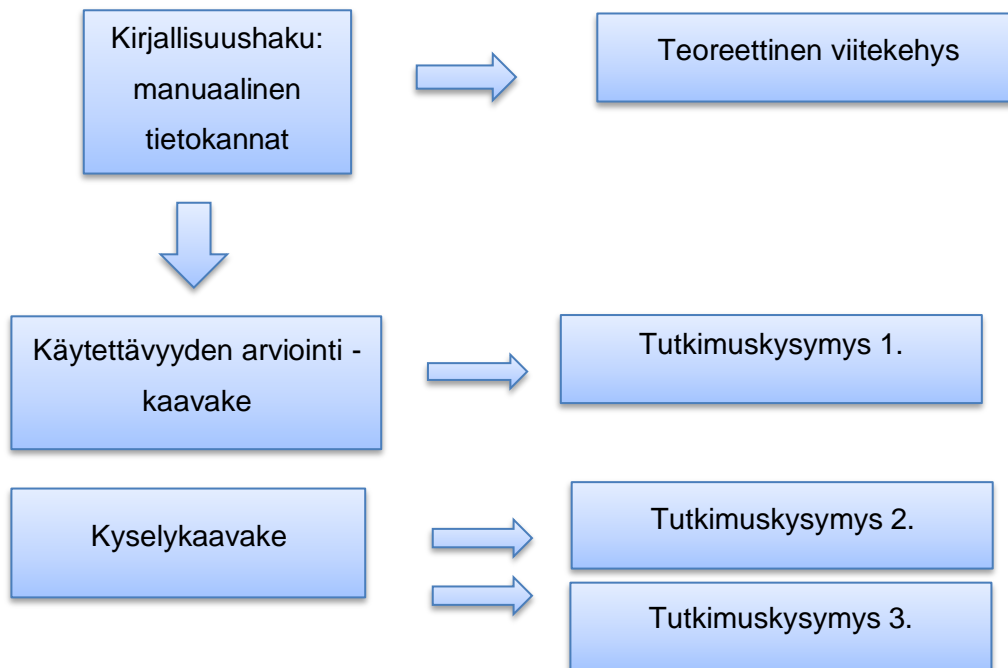 Kirjallisuushaku:
manuaalinen
tietokannat
Teoreettinen viitekehys
Käytettävyyden arviointi -
kaavake
Tutkimuskysymys 1.
Kyselykaavake
Tutkimuskysymys 2.
Tutkimuskysymys 3.